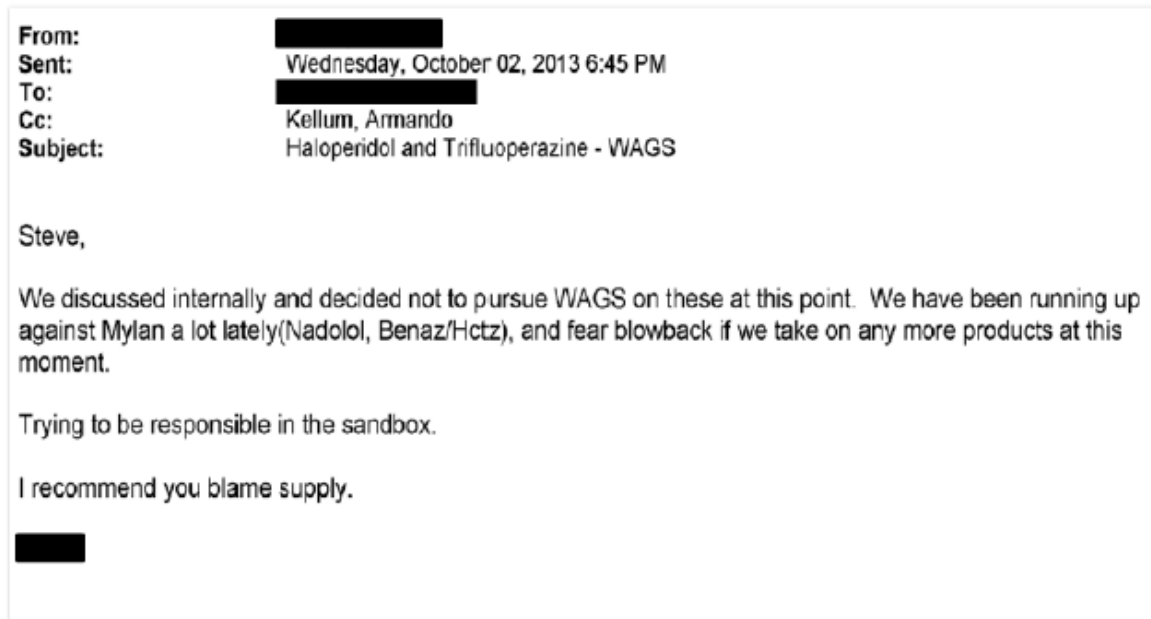 From:
Sent: Wednesday, October 02, 2013 6:45 PM
To:
Cc: Kellum, Armando
Subject: Haloperidol and Trifluoperazine - WAGS
Steve,
We discussed internally and decided not to pursue WAGS on these at this point. We have been running up
against Mylan a lot lately(Nadolol, Benaz/Hctz), and fear blowback if we take on any more products at this
moment.
Trying to be responsible in the sandbox.
I recommend you blame supply.